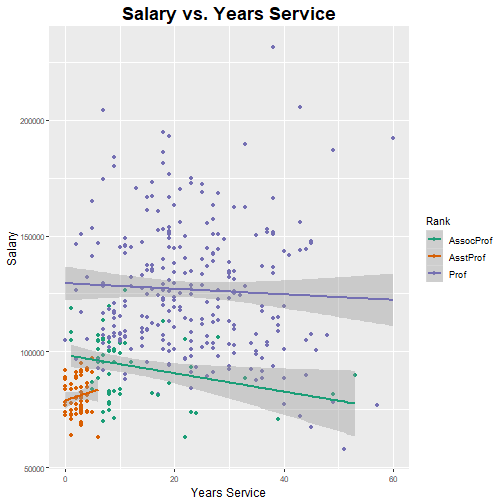 Salary vs. Years Service
Salary
200000
150000
100000
50000
0
20
40
60
Years Service
Rank
AssocProf
AsstProf
Prof